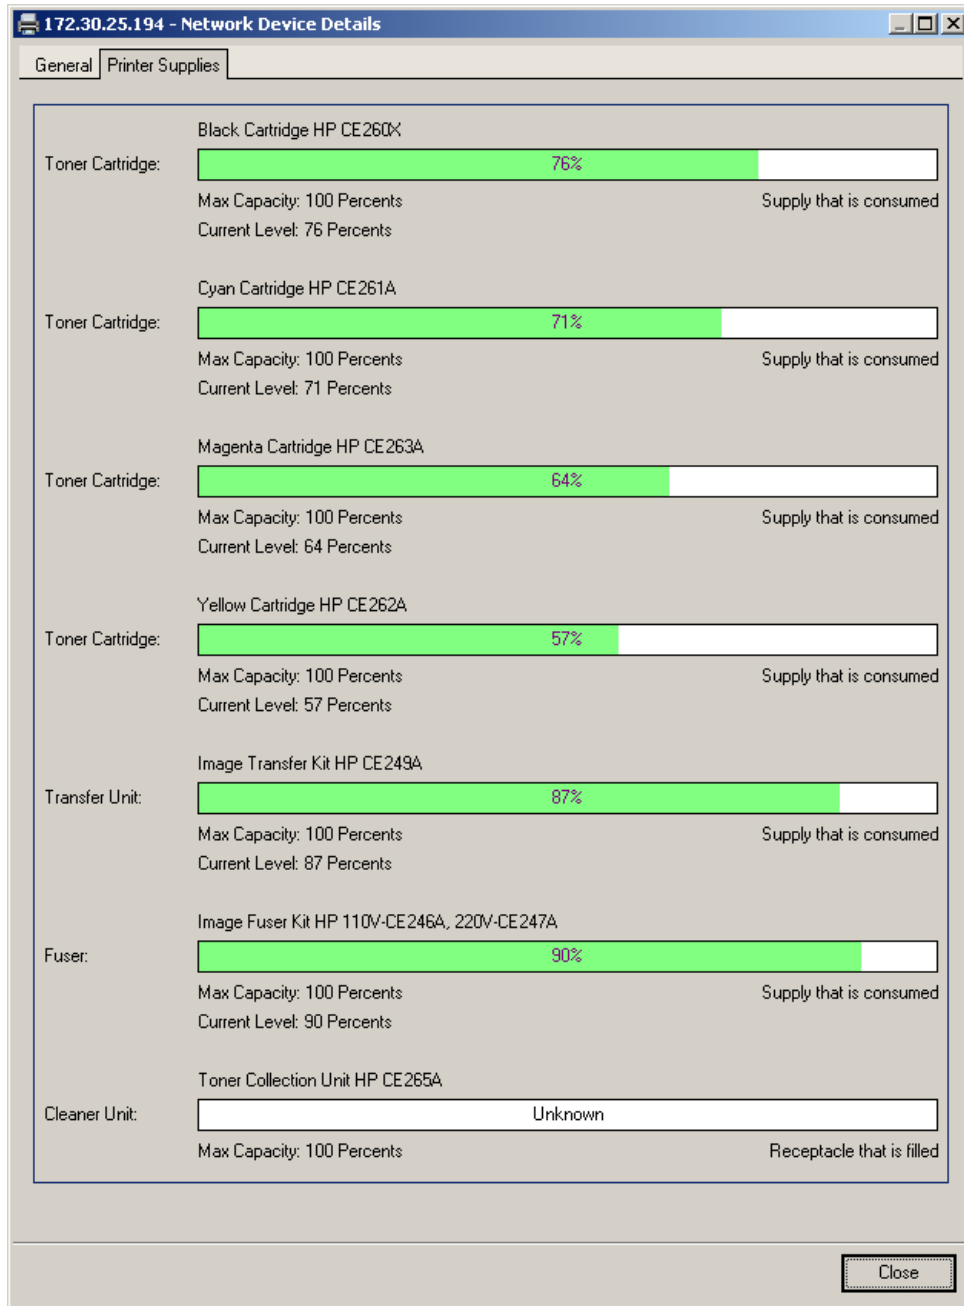 172.30.25.194 - Network Device Details
General Printer Supplies
Black Cartridge HP CE260X
Toner Cartridge: 76%
Max Capacity: 100 Percents Supply that is consumed
Current Level: 76 Percents
Cyan Cartridge HP CE261A
Toner Cartridge: 71%
Max Capacity: 100 Percents Supply that is consumed
Current Level: 71 Percents
Magenta Cartridge HP CE263A
Toner Cartridge: 64%
Max Capacity: 100 Percents Supply that is consumed
Current Level: 64 Percents
Yellow Cartridge HP CE262A
Toner Cartridge: 57%
Max Capacity: 100 Percents Supply that is consumed
Current Level: 57 Percents
Image Transfer Kit HP CE249A
Transfer Unit: 87%
Max Capacity: 100 Percents Supply that is consumed
Current Level: 87 Percents
Image Fuser Kit HP 110V-CE246A, 220V-CE247A
Fuser: 90%
Max Capacity: 100 Percents Supply that is consumed
Current Level: 90 Percents
Toner Collection Unit HP CE265A
Cleaner Unit: Unknown
Max Capacity: 100 Percents Receptacle that is filled
Close